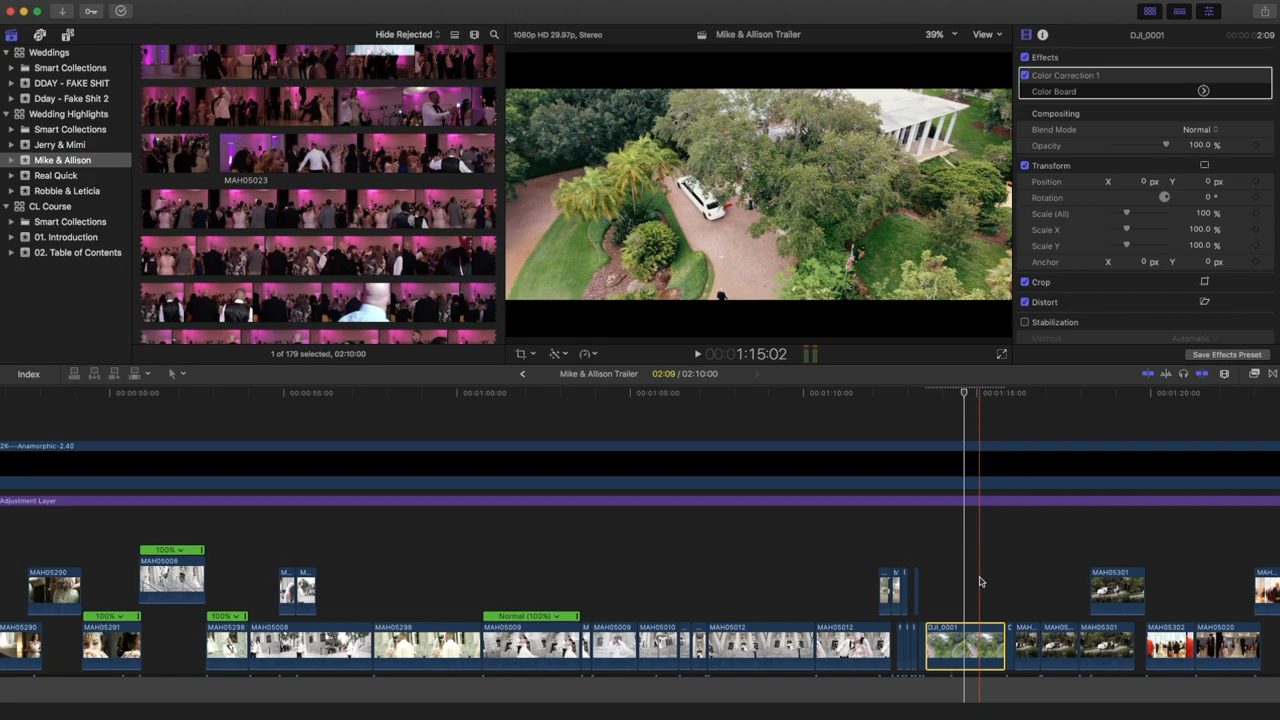 Hide Rejected
1080p HD 29.97p, Stereo
Mike & Allison Trailer
39%
View
DJI_0001
00:00:00:02:09
Weddings
Smart Collections
DDAY - FAKE SHIT
Dday - Fake Shit 2
Wedding Highlights
Smart Collections
Jerry & Mimi
Mike & Allison
Real Quick
Robbie & Leticia
CL Course
Smart Collections
01. Introduction
02. Table of Contents
MAH05023
1 of 179 selected, 02:10:00
00:00:1:15:02
Effects
Color Correction 1
Color Board
Compositing
Blend Mode Normal
Opacity 100.0 %
Transform
Position X 0 px Y 0 px
Rotation 0 °
Scale (All) 100 %
Scale X 100.0 %
Scale Y 100.0 %
Anchor X 0 px Y 0 px
Crop
Distort
Stabilization
Method Automatic
Save Effects Preset
Index
Mike & Allison Trailer
02:09 / 02:10:00
00:00:50:00
00:00:55:00
00:01:00:00
00:01:05:00
00:01:10:00
00:01:15:00
00:01:20:00
2K---Anamorphic-2.40
Adjustment Layer
100%
MAH05008
MAH05290
M...
M...
...
M
MAH05301
MAH...
100%
100%
Normal (100%)
05290
MAH05291
MAH05298
MAH05008
MAH05298
MAH05009
MAH05009
MAH05010
...
...
MAH05012
MAH05012
DJI_0001
D
MAH...
MAH05...
MAH05301
MAH05302
MAH05020